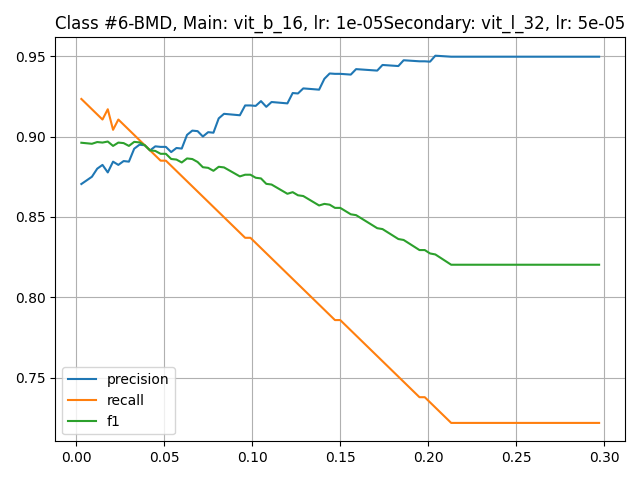 Class #6-BMD, Main: vit_b_16, lr: 1e-05Secondary: vit_l_32, lr: 5e-05
0.95
0.90
0.85
0.80
0.75
precision
recall
f1
0.00 0.05 0.10 0.15 0.20 0.25 0.30